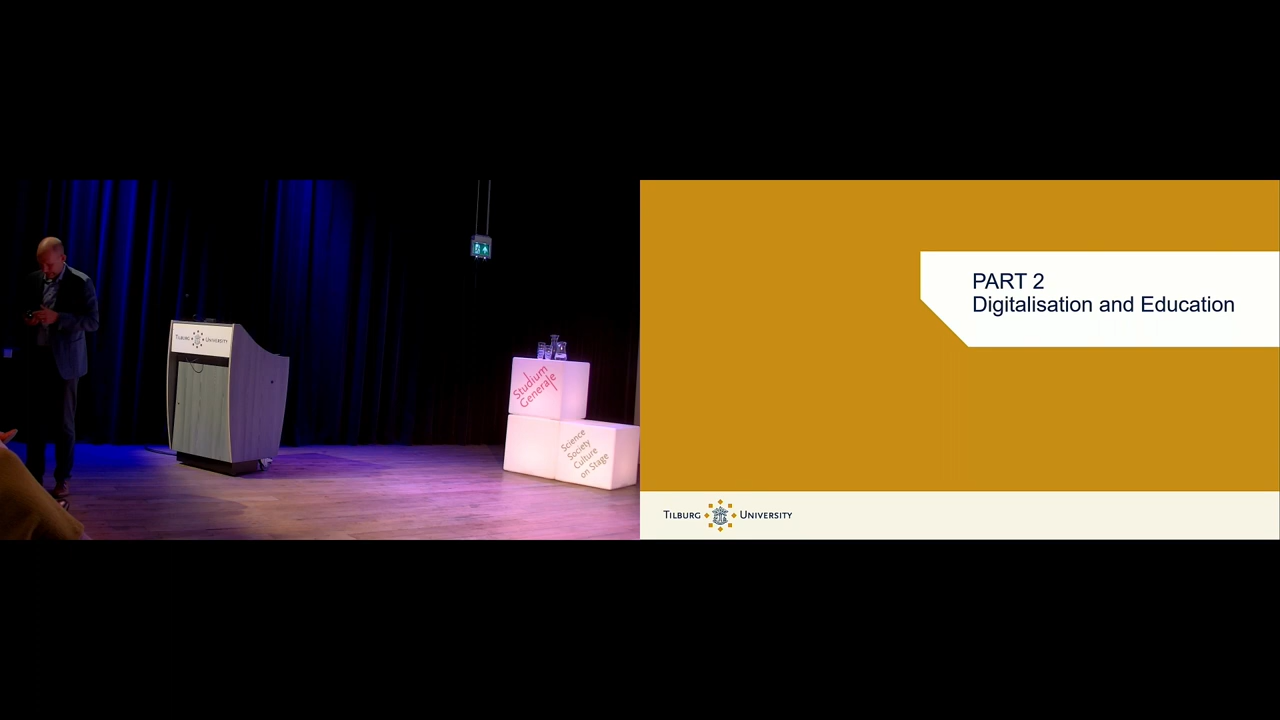 TILBURG UNIVERSITY
Studium
Generale
Science
Society
Culture
on Stage
PART 2
Digitalisation and Education
TILBURG UNIVERSITY